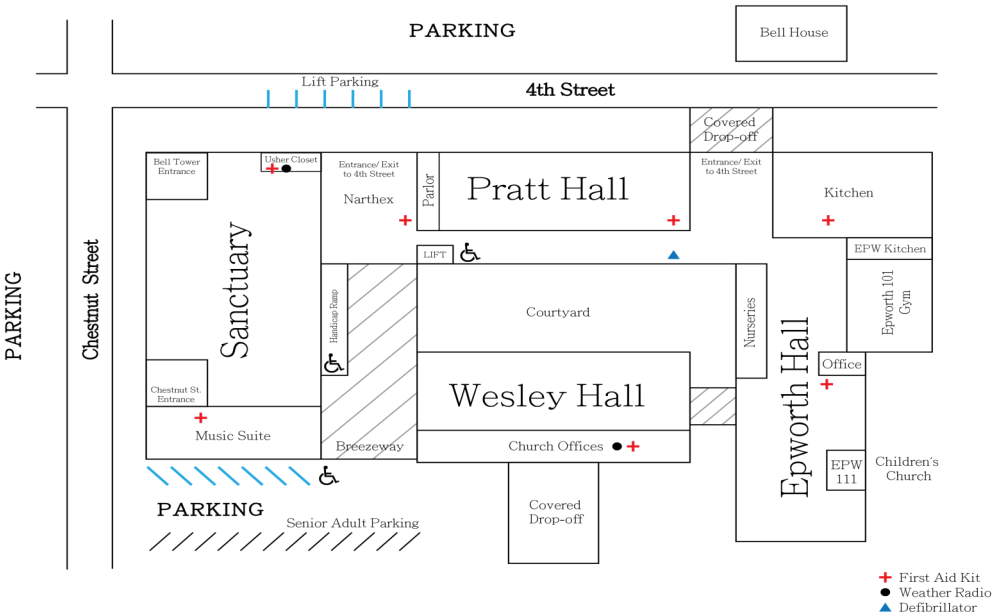 PARKING
Bell House
Lift Parking
4th Street
Covered
Drop-off
Bell Tower
Entrance
Usher Closet
Entrance/ Exit
to 4th Street
Narthex
Parlor
Pratt Hall
Entrance/ Exit
to 4th Street
Kitchen
EPW Kitchen
LIFT
Sanctuary
Chestnut Street
PARKING
Handicap Ramp
Courtyard
Nurseries
Epworth 101
Gym
Office
Chestnut St.
Entrance
Wesley Hall
Epworth Hall
Music Suite
Breezeway
Church Offices
EPW
111
Children's
Church
PARKING
Senior Adult Parking
Covered
Drop-off
First Aid Kit
Weather Radio
Defibrillator